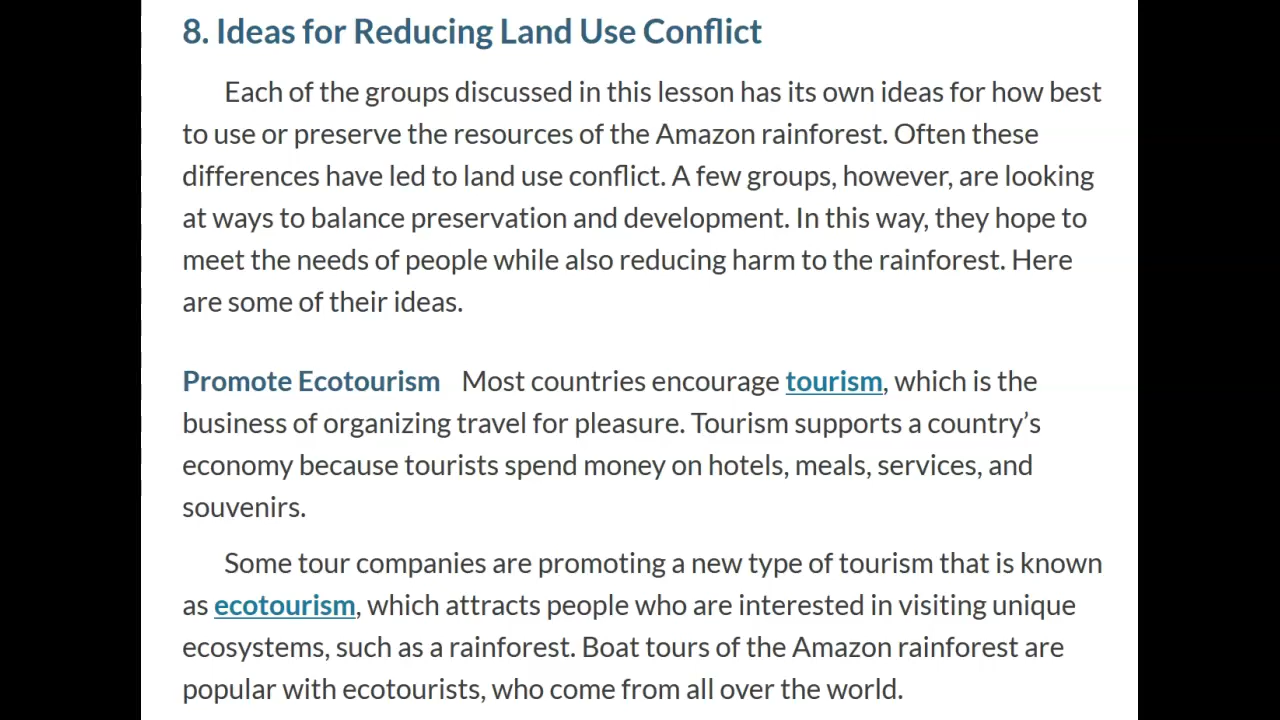 8. Ideas for Reducing Land Use Conflict
Each of the groups discussed in this lesson has its own ideas for how best
to use or preserve the resources of the Amazon rainforest. Often these
differences have led to land use conflict. A few groups, however, are looking
at ways to balance preservation and development. In this way, they hope to
meet the needs of people while also reducing harm to the rainforest. Here
are some of their ideas.
Promote Ecotourism Most countries encourage tourism, which is the
business of organizing travel for pleasure. Tourism supports a country’s
economy because tourists spend money on hotels, meals, services, and
souvenirs.
Some tour companies are promoting a new type of tourism that is known
as ecotourism, which attracts people who are interested in visiting unique
ecosystems, such as a rainforest. Boat tours of the Amazon rainforest are
popular with ecotourists, who come from all over the world.